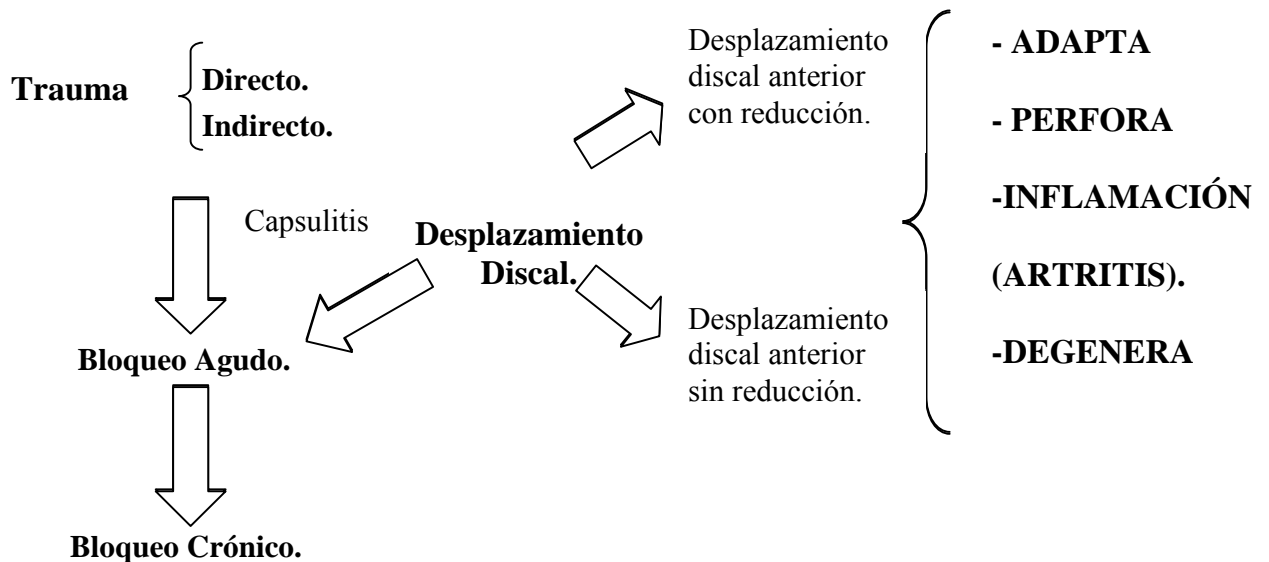 Trauma
Directo.
Indirecto.
Capsulitis
Bloqueo Agudo.
Bloqueo Crónico.
Desplazamiento
Discal.
Desplazamiento
discal anterior
con reducción.
Desplazamiento
discal anterior
sin reducción.
- ADAPTA
- PERFORA
-INFLAMACIÓN
(ARTRITIS).
-DEGENERA